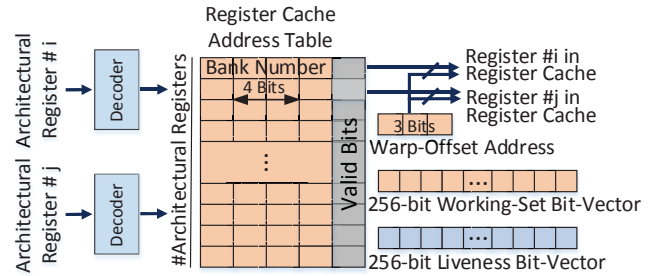 Register Cache
Address Table
Architectural
Register # i
Decoder
Architectural
Register # j
Decoder
#Architectural Registers
Bank Number
4 Bits
...
Valid Bits
Register #i in
Register Cache
Register #j in
Register Cache
3 Bits
Warp-Offset Address
...
256-bit Working-Set Bit-Vector
...
256-bit Liveness Bit-Vector